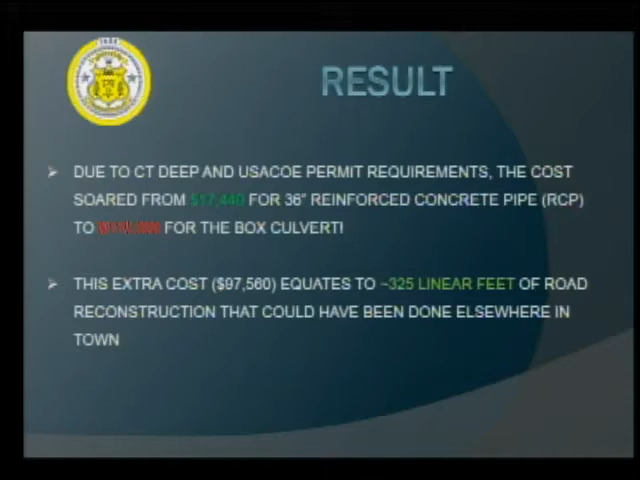 RESULT
DUE TO CT DEEP AND USACOE PERMIT REQUIREMENTS, THE COST
SOARED FROM $17,440 FOR 36" REINFORCED CONCRETE PIPE (RCP)
TO FOR THE BOX CULVERT!
THIS EXTRA COST ($97,560) EQUATES TO ~325 LINEAR FEET OF ROAD
RECONSTRUCTION THAT COULD HAVE BEEN DONE ELSEWHERE IN
TOWN